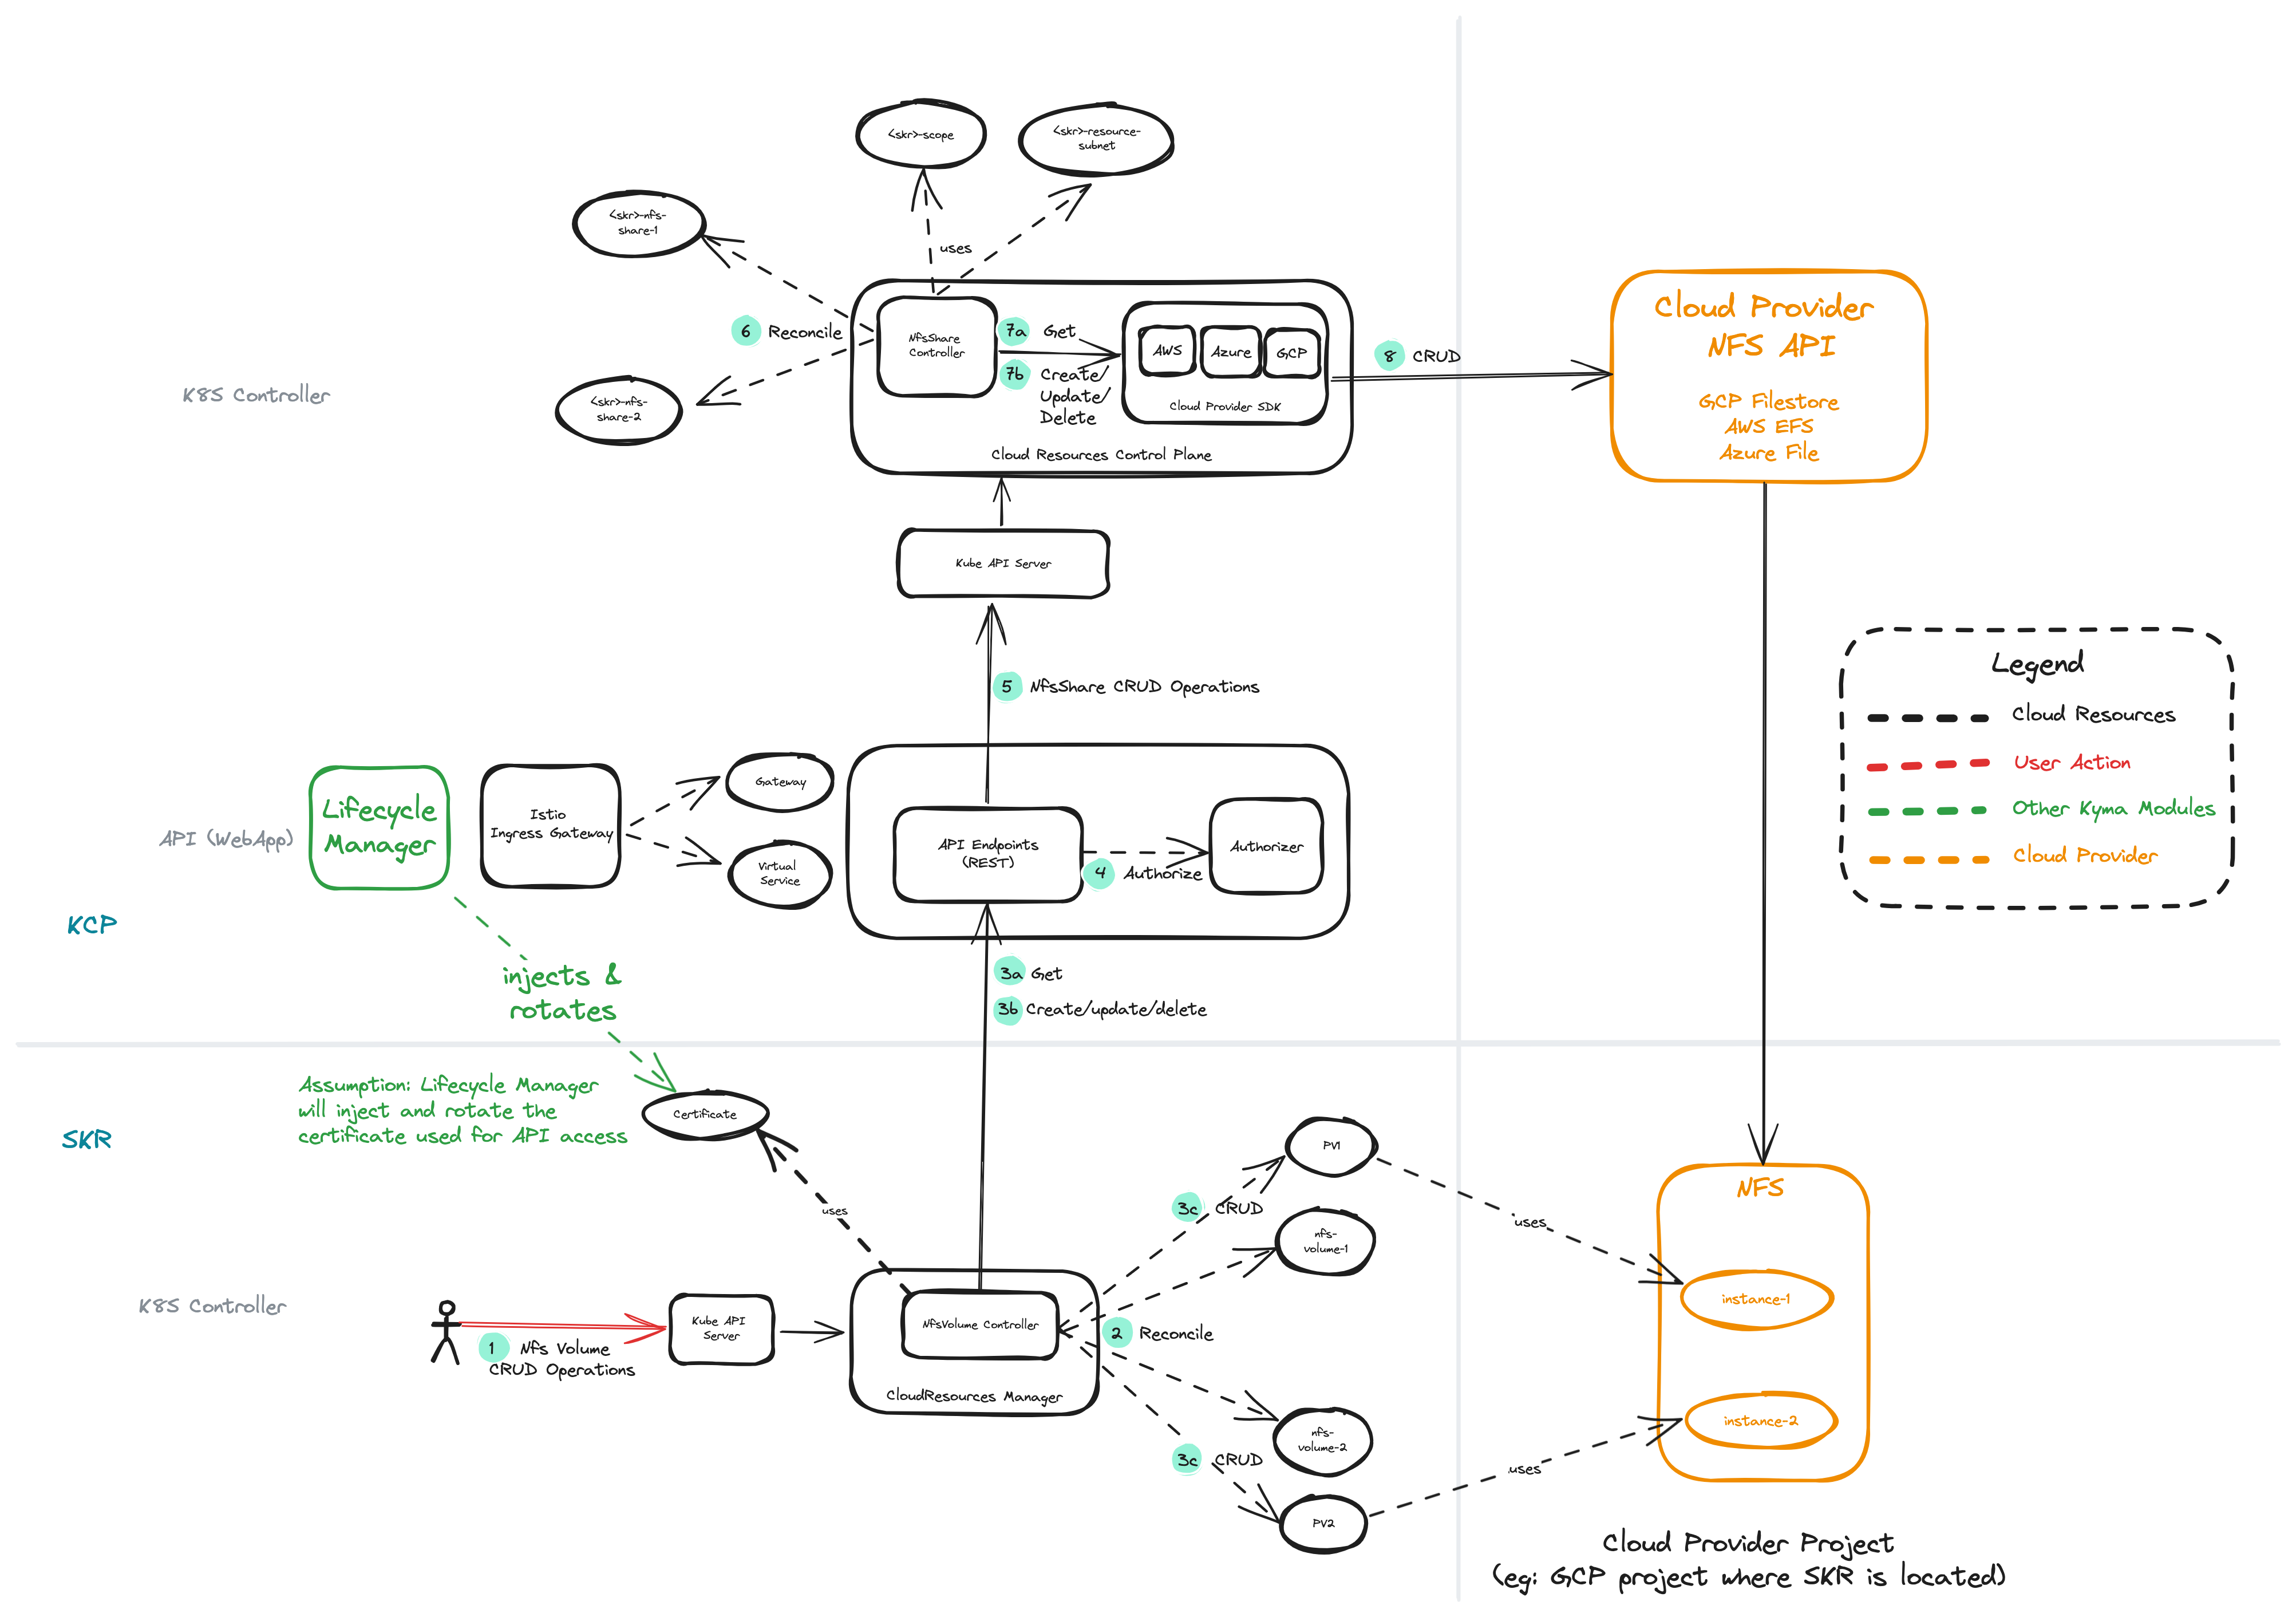 <skr>-scope
<skr>-resource-
subnet
<skr>-nfs-
share-1
uses
6 Reconcile
<skr>-nfs-
share-2
NfsShare
Controller
7a Get
7b Create/
Update/
Delete
AWS
Azure
GCP
Cloud Provider SDK
Cloud Resources Control Plane
8 CRUD
Cloud Provider
NFS API
GCP Filestore
AWS EFS
Azure File
K8S Controller
Kube API Server
5 NfsShare CRUD Operations
Legend
Cloud Resources
User Action
Other Kyma Modules
Cloud Provider
API (WebApp)
Lifecycle
Manager
Istio
Ingress Gateway
Gateway
Virtual
Service
API Endpoints
(REST)
4 Authorize
Authorizer
KCP
injects &
rotates
3a Get
3b Create/update/delete
Assumption: Lifecycle Manager
will inject and rotate the
certificate used for API access
SKR
Certificate
uses
PV1
3c CRUD
nfs-
volume-1
uses
NFS
instance-1
K8S Controller
1 Nfs Volume
CRUD Operations
Kube API
Server
NfsVolume Controller
CloudResources Manager
2 Reconcile
nfs-
volume-2
3c CRUD
PV2
uses
instance-2
Cloud Provider Project
(eg: GCP project where SKR is located)